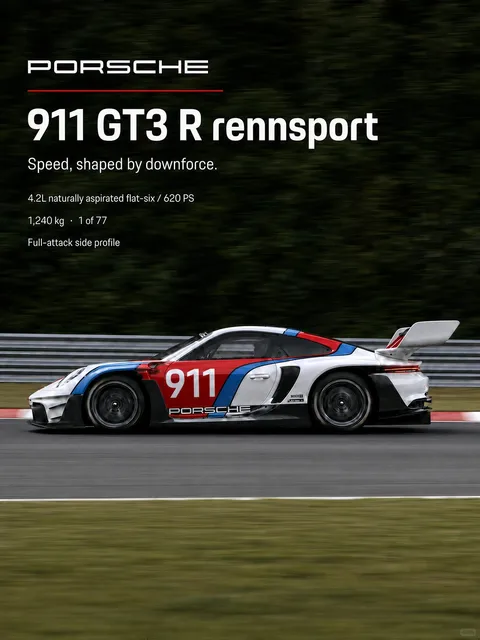 PORSCHE
911 GT3 R rennsport
Speed, shaped by downforce.
4.2L naturally aspirated flat-six / 620 PS
1,240 kg · 1 of 77
Full-attack side profile
911
PORSCHE